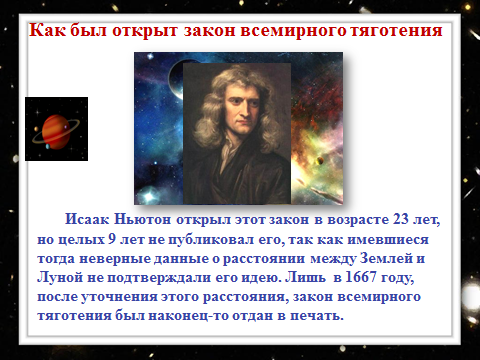 Как был открыт закон всемирного тяготения
Исаак Ньютон открыл этот закон в возрасте 23 лет,
но целых 9 лет не публиковал его, так как имевшиеся
тогда неверные данные о расстоянии между Землей и
Луной не подтверждали его идею. Лишь в 1667 году,
после уточнения этого расстояния, закон всемирного
тяготения был наконец-то отдан в печать.